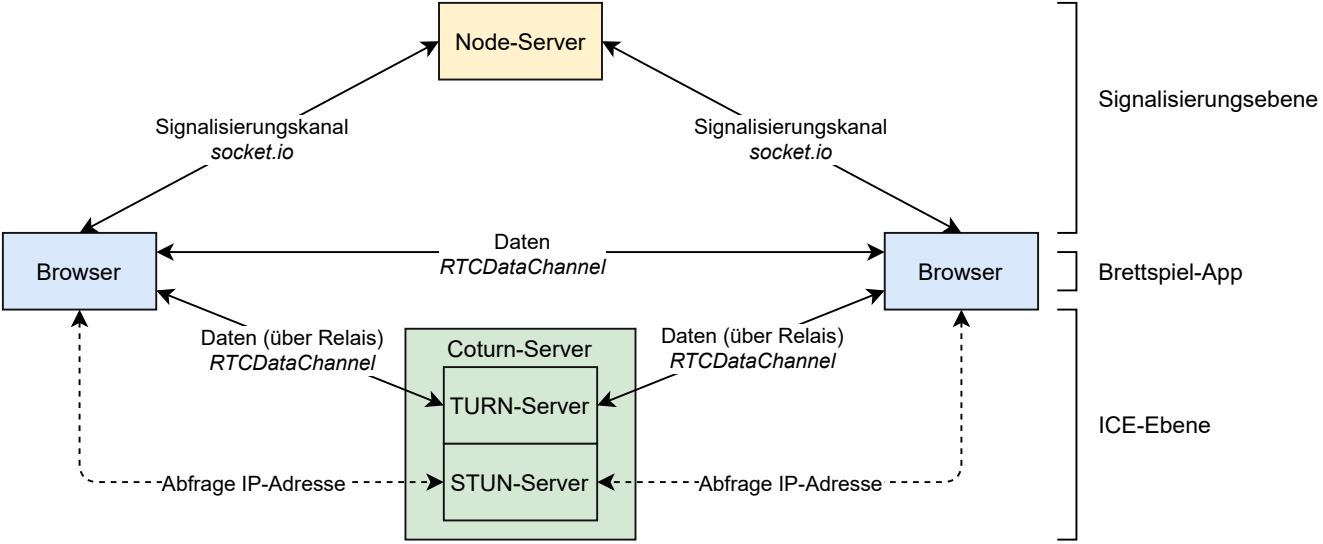 Node-Server
Signalisierungsebene
Signalisierungskanal
socket.io
Signalisierungskanal
socket.io
Browser
Daten
RTCDataChannel
Browser
Brettspiel-App
Daten (über Relais)
RTCDataChannel
Daten (über Relais)
RTCDataChannel
Coturn-Server
TURN-Server
ICE-Ebene
Abfrage IP-Adresse
STUN-Server
Abfrage IP-Adresse